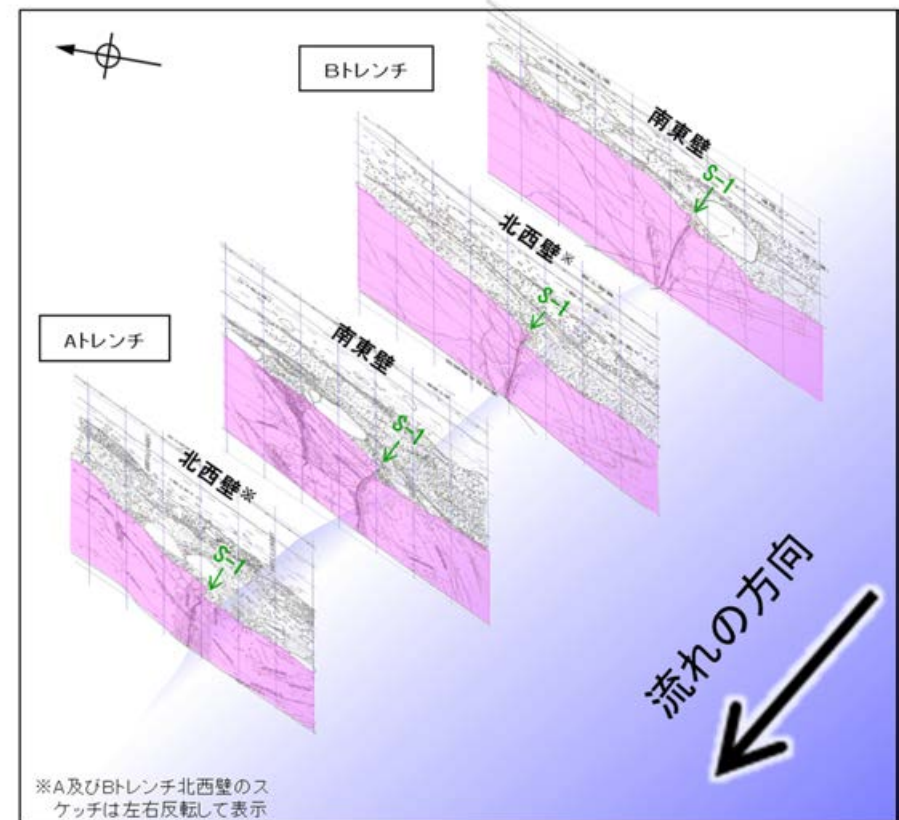 Bトレンチ
南東壁
S-1
北西壁※
S-1
Aトレンチ
南東壁
S-1
北西壁※
S-1
流れの方向
※A及びBトレンチ北西壁のス
ケッチは左右反転して表示